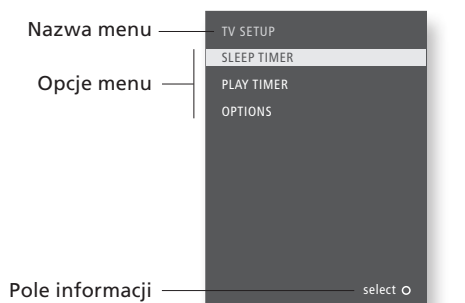 Nazwa menu
TV SETUP
SLEEP TIMER
Opcje menu
PLAY TIMER
OPTIONS
Pole informacji
select